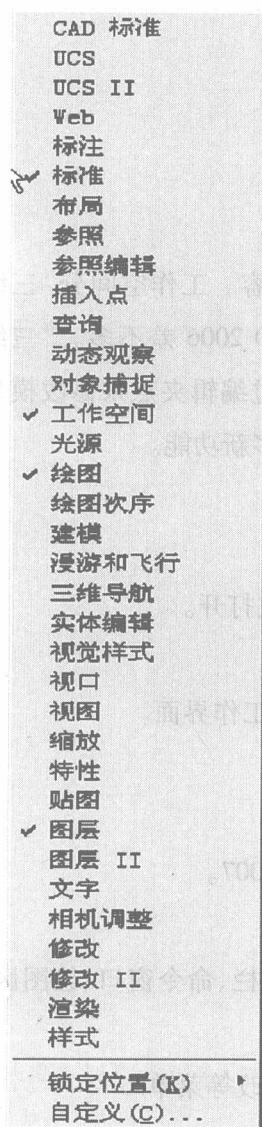 CAD 标准
UCS
UCS II
Web
标注
标准
布局
参照
参照编辑
插入点
查询
动态观察
对象捕捉
工作空间
光源
绘图
绘图次序
建模
漫游和飞行
三维导航
实体编辑
视觉样式
视口
视图
缩放
特性
贴图
图层
图层 II
文字
相机调整
修改
修改 II
渲染
样式
锁定位置(K)
自定义(C)...